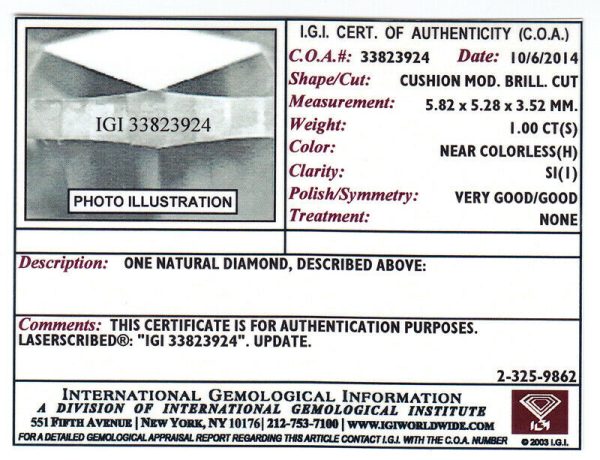 I.G.I. CERT. OF AUTHENTICITY (C.O.A.)
C.O.A.#: 33823924 Date: 10/6/2014
Shape/Cut: CUSHION MOD. BRILL. CUT
Measurement: 5.82 x 5.28 x 3.52 MM.
Weight: 1.00 CT(S)
Color: NEAR COLORLESS(H)
Clarity: SI(1)
Polish/Symmetry: VERY GOOD/GOOD
Treatment: NONE
IGI 33823924
PHOTO ILLUSTRATION
Description: ONE NATURAL DIAMOND, DESCRIBED ABOVE:
Comments: THIS CERTIFICATE IS FOR AUTHENTICATION PURPOSES.
LASERSCRIBED®: "IGI 33823924". UPDATE.
2-325-9862
INTERNATIONAL GEMOLOGICAL INFORMATION
A DIVISION OF INTERNATIONAL GEMOLOGICAL INSTITUTE
551 FIFTH AVENUE | NEW YORK, NY 10176 | 212-753-7100 | WWW.IGIWORLDWIDE.COM
FOR A DETAILED GEMOLOGICAL APPRAISAL REPORT REGARDING THIS ARTICLE CONTACT I.G.I. WITH THE C.O.A. NUMBER
IGI
© 2003 I.G.I.